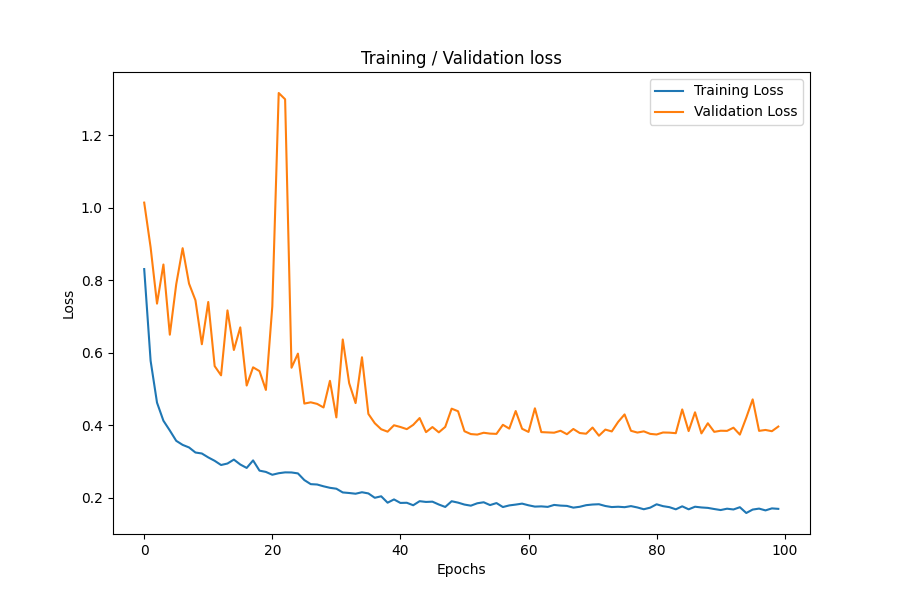 Training / Validation loss
Training Loss
Validation Loss
1.2
1.0
0.8
0.6
0.4
0.2
Loss
0 20 40 60 80 100
Epochs